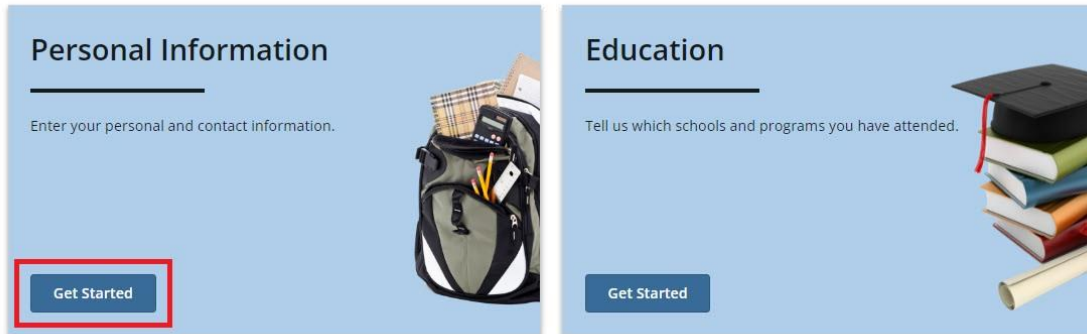 Personal Information
Enter your personal and contact information.
Get Started
Education
Tell us which schools and programs you have attended.
Get Started